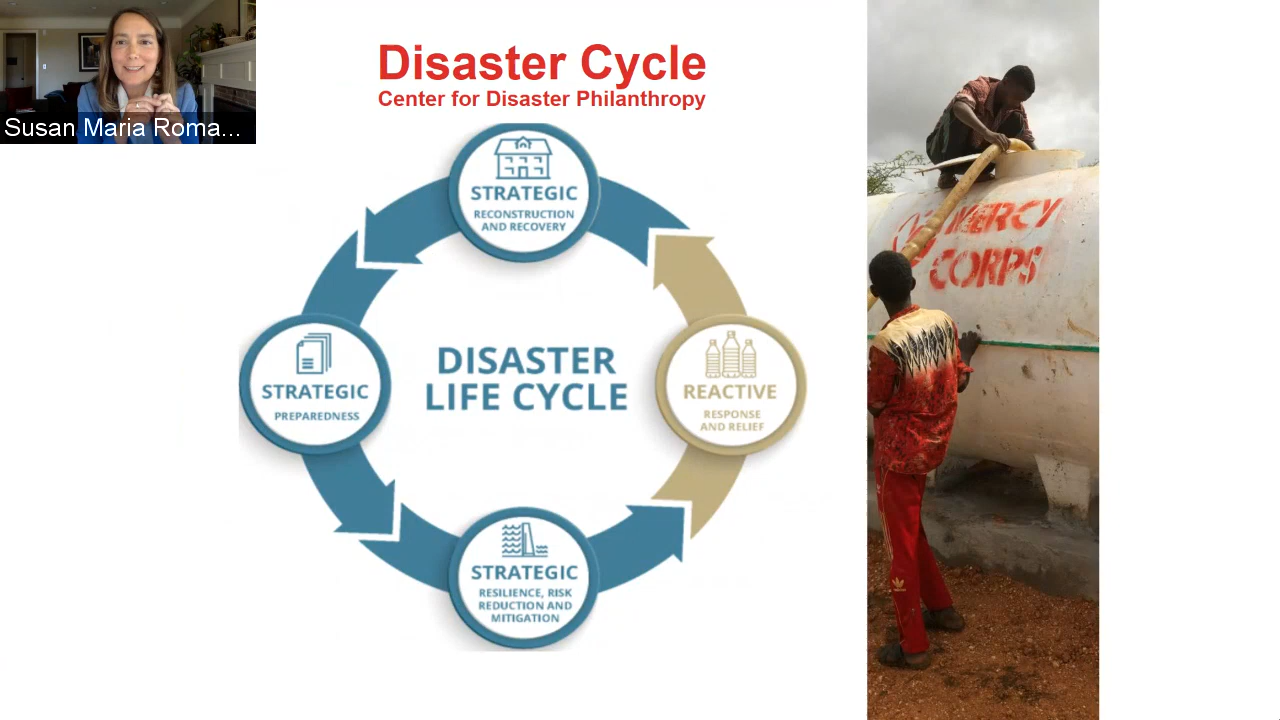 Susan Maria Roma...
Disaster Cycle
Center for Disaster Philanthropy
STRATEGIC
RECONSTRUCTION
AND RECOVERY
STRATEGIC
PREPAREDNESS
DISASTER
LIFE CYCLE
REACTIVE
RESPONSE
AND RELIEF
STRATEGIC
RESILIENCE, RISK
REDUCTION AND
MITIGATION
MERCY
CORPS